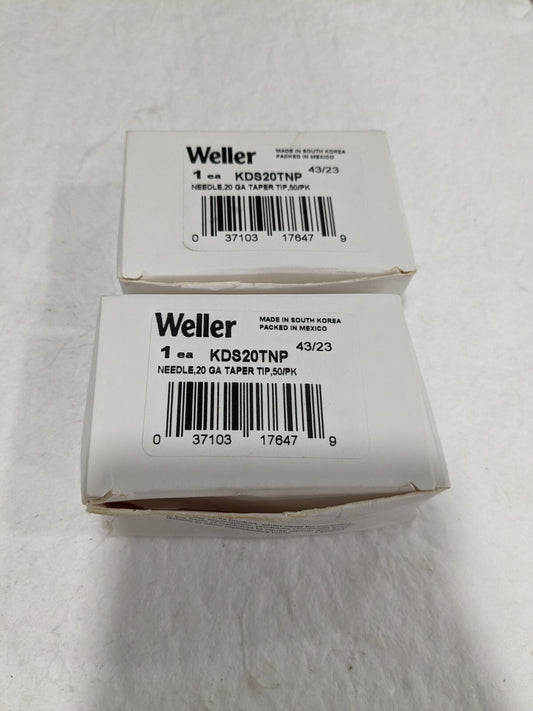 Weller
MADE IN SOUTH KOREA
PACKED IN MEXICO
43/23
1 ea KDS20TNP
NEEDLE,20 GA TAPER TIP,50/PK
0 37103 17647 9
Weller
MADE IN SOUTH KOREA
PACKED IN MEXICO
43/23
1 ea KDS20TNP
NEEDLE,20 GA TAPER TIP,50/PK
0 37103 17647 9